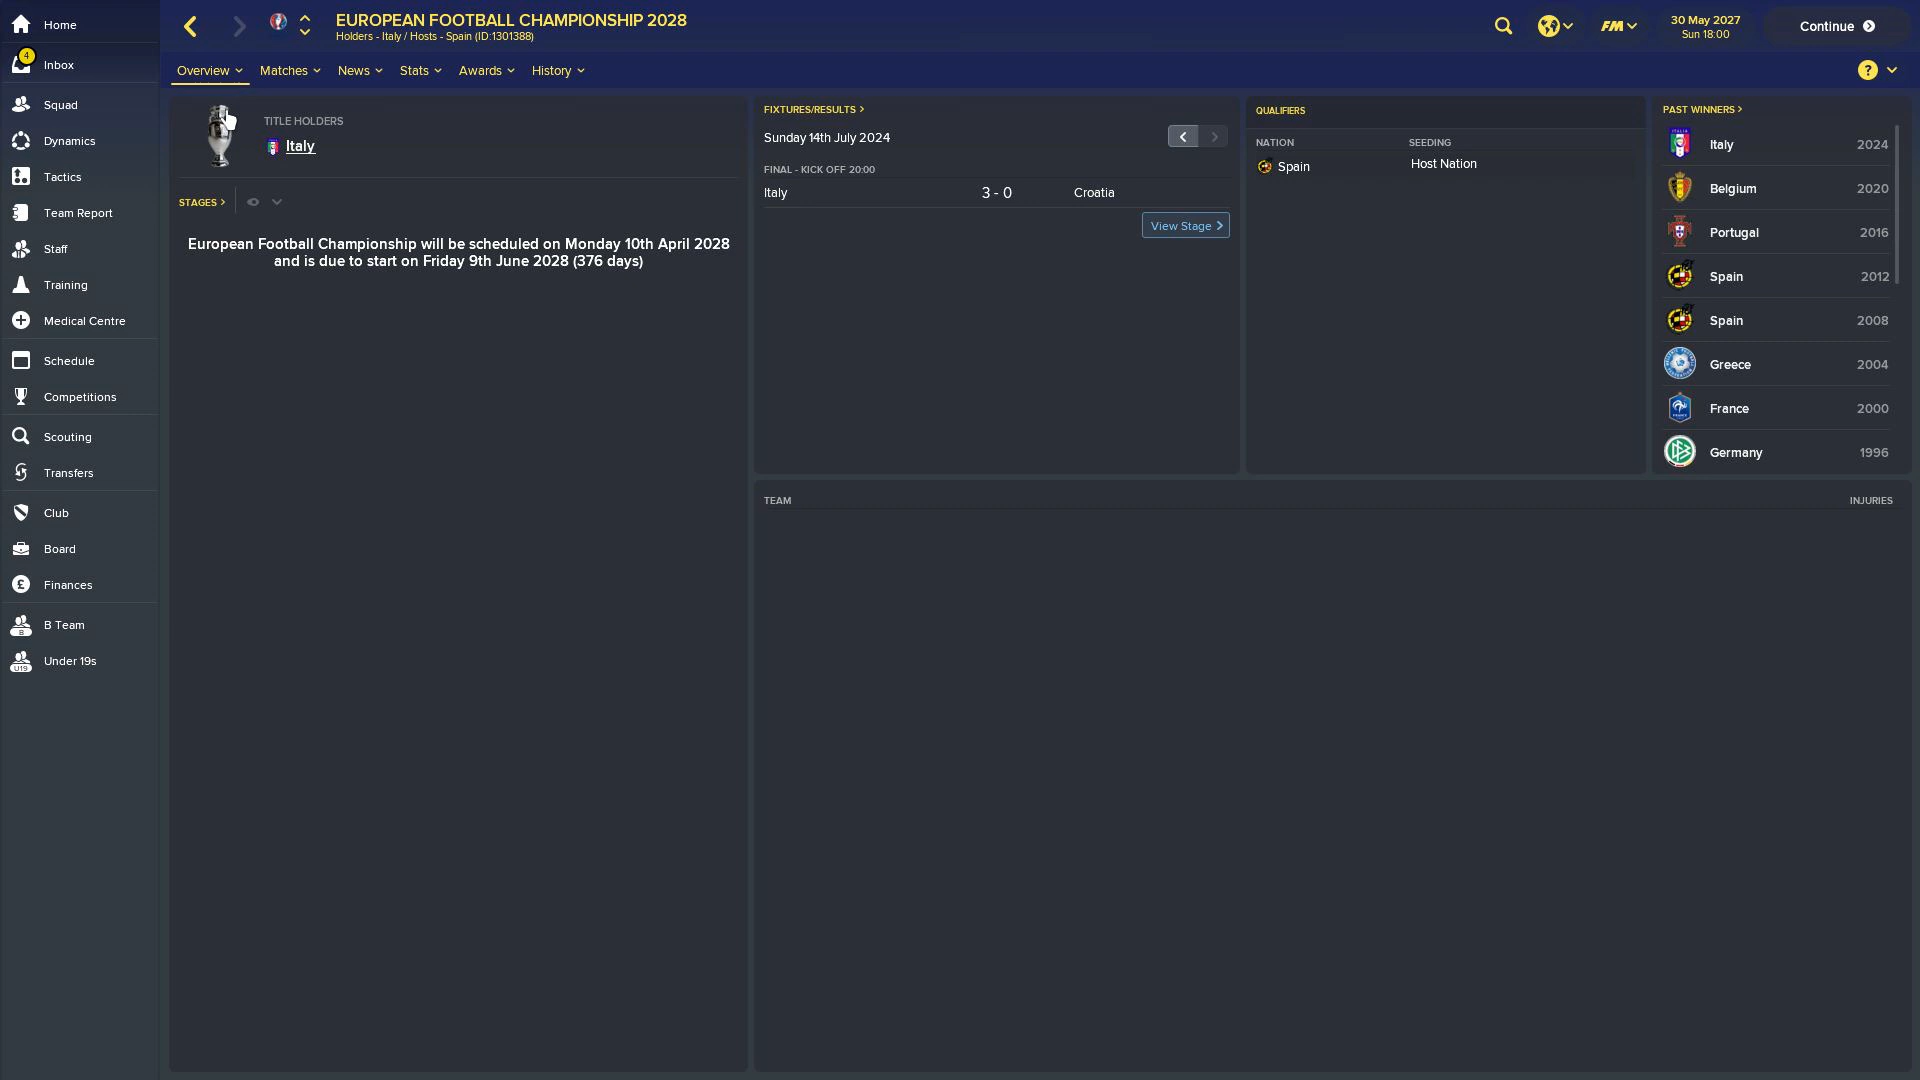 Home
4
Inbox
Squad
Dynamics
Tactics
Team Report
Staff
Training
Medical Centre
Schedule
Competitions
Scouting
Transfers
Club
Board
Finances
B
B Team
U19
Under 19s
EUROPEAN FOOTBALL CHAMPIONSHIP 2028
Holders - Italy / Hosts - Spain (ID:1301388)
FM
30 May 2027
Sun 18:00
Continue
Overview Matches News Stats Awards History
?
TITLE HOLDERS
Italy
STAGES >
European Football Championship will be scheduled on Monday 10th April 2028
and is due to start on Friday 9th June 2028 (376 days)
FIXTURES/RESULTS >
Sunday 14th July 2024
FINAL - KICK OFF 20:00
Italy 3 - 0 Croatia
View Stage >
QUALIFIERS
NATION SEEDING
Spain Host Nation
PAST WINNERS >
Italy 2024
Belgium 2020
Portugal 2016
Spain 2012
Spain 2008
Greece 2004
France 2000
Germany 1996
TEAM INJURIES